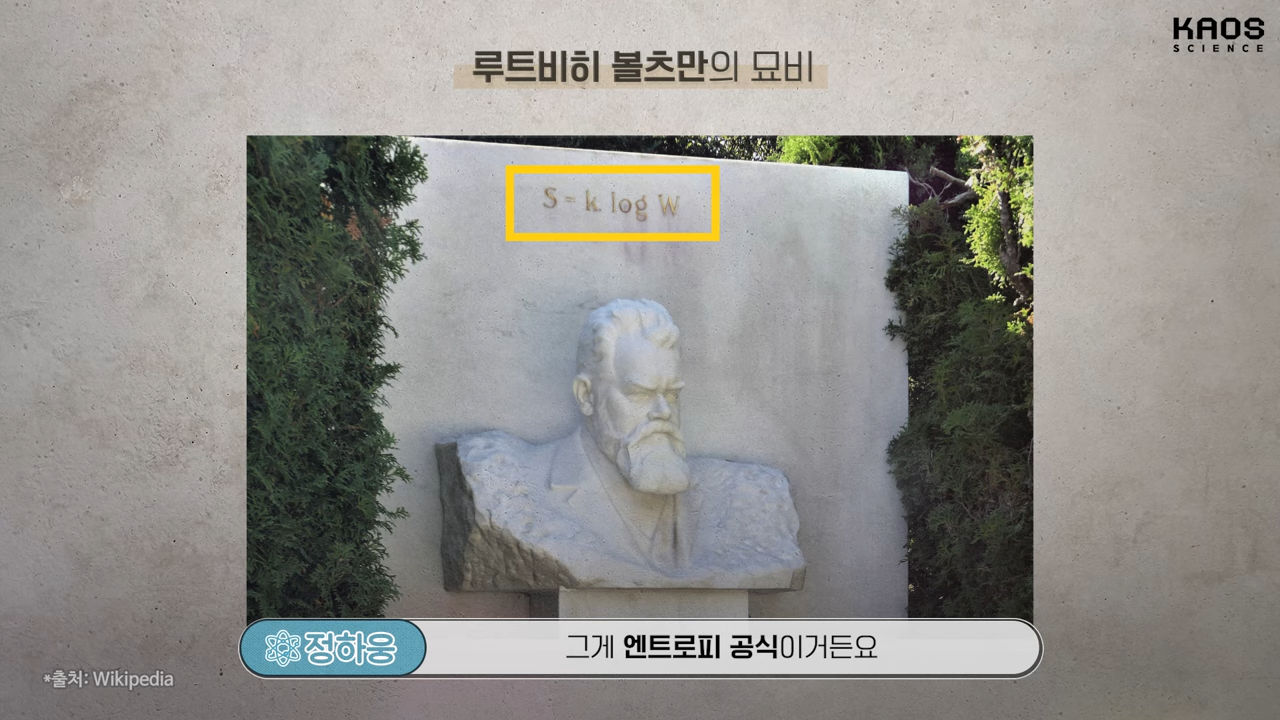 KAOS
SCIENCE
루트비히 볼츠만의 묘비
S = k. log W
정하웅
그게 엔트로피 공식이거든요
*출처: Wikipedia